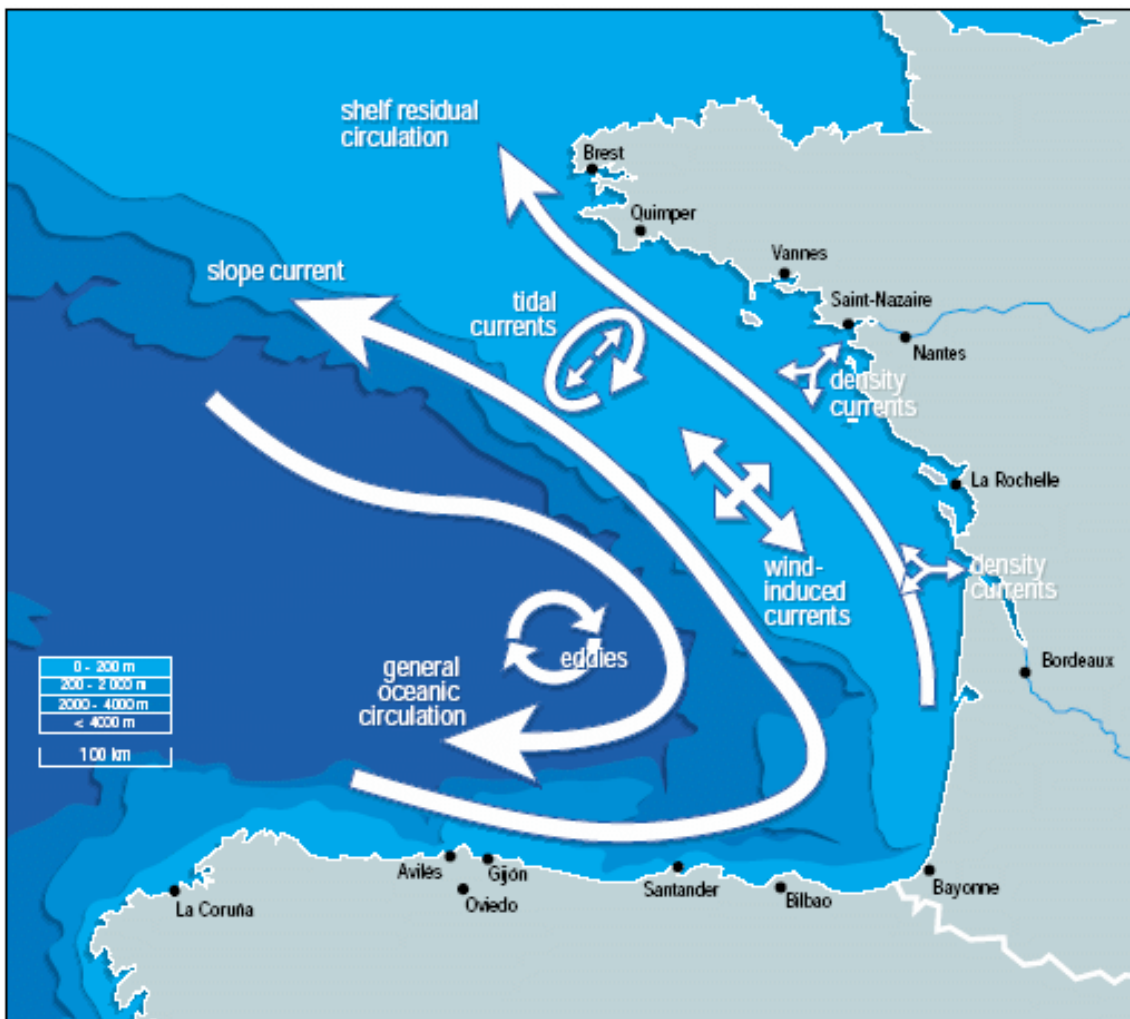 shelf residual
circulation
Brest
Quimper
slope current
Vannes
tidal
currents
Saint-Nazaire
Nantes
density
currents
La Rochelle
wind-
induced
currents
density
currents
eddies
general
oceanic
circulation
Bordeaux
0 - 200 m
200 - 2 000 m
2000 - 4000 m
< 4000 m
100 km
Avilés
Gijón
Oviedo
Santander
Bilbao
Bayonne
La Coruña